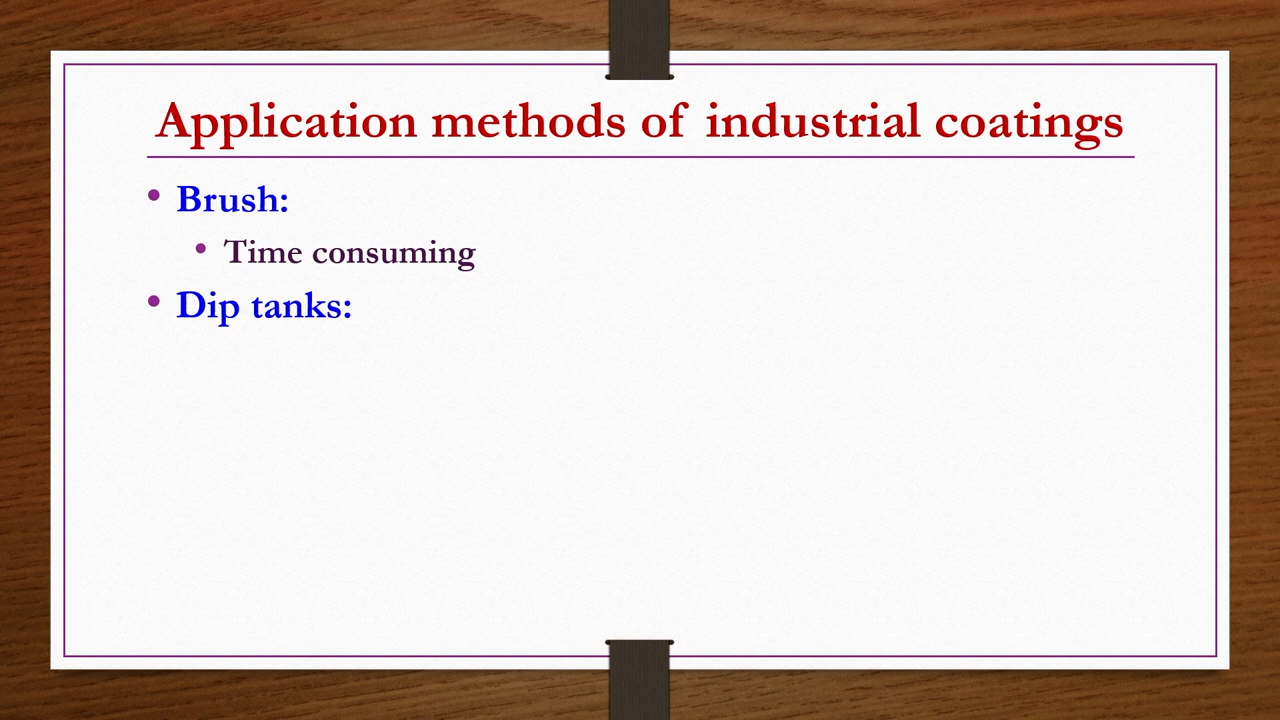 Application methods of industrial coatings
• Brush:
• Time consuming
• Dip tanks: